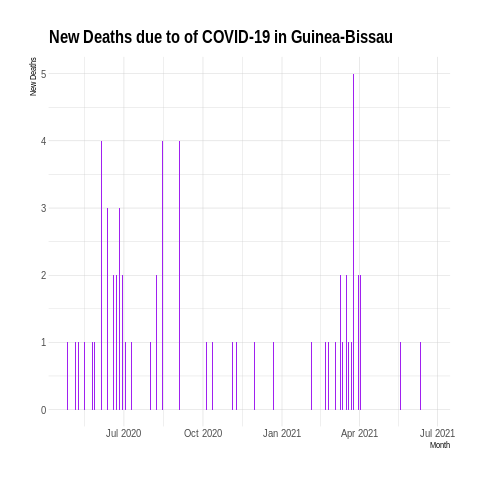 New Deaths due to of COVID-19 in Guinea-Bissau
New Deaths
5
4
3
2
1
0
Jul 2020 Oct 2020 Jan 2021 Apr 2021 Jul 2021
Month